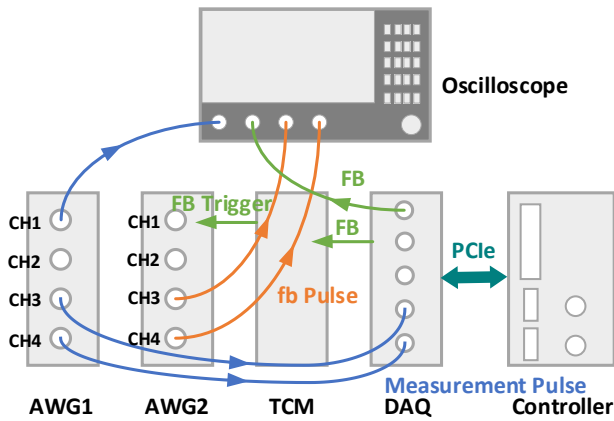 Oscilloscope
FB
FB Trigger
CH1
CH1
FB
CH2
CH2
PCIe
CH3
CH3
fb Pulse
CH4
CH4
Measurement Pulse
AWG1
AWG2
TCM
DAQ
Controller